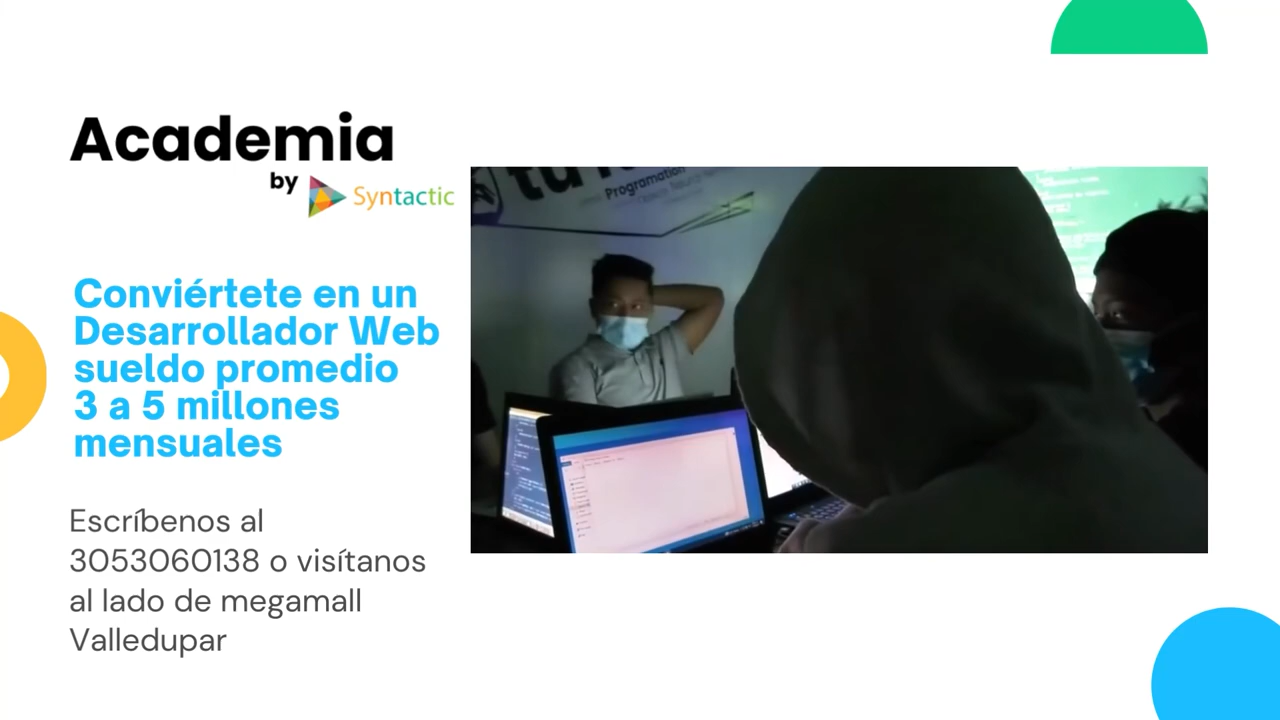 Academia
by Syntactic
Conviértete en un
Desarrollador Web
sueldo promedio
3 a 5 millones
mensuales
Escríbenos al
3053060138 o visítanos
al lado de megamall
Valledupar
tu
Programation